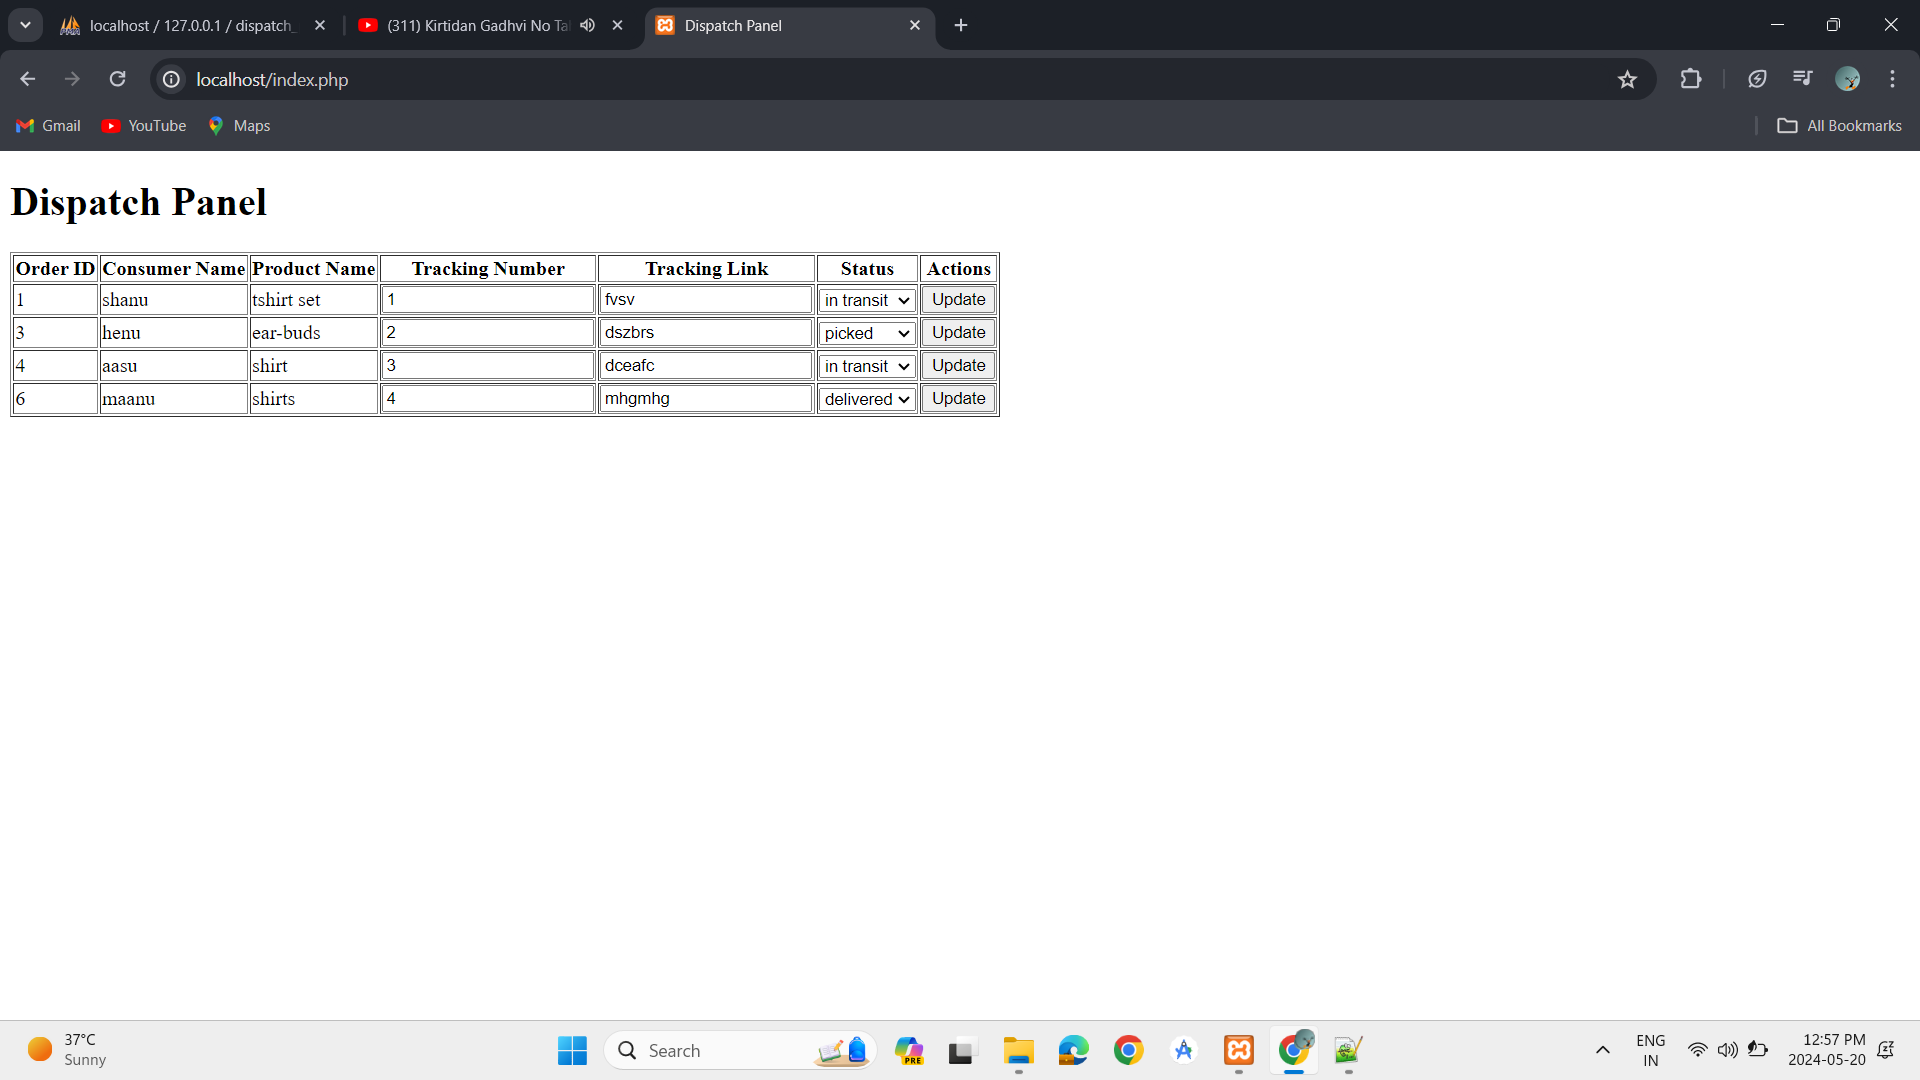 localhost / 127.0.0.1 / dispatch_
(311) Kirtidan Gadhvi No Ta
Dispatch Panel
localhost/index.php
Gmail
YouTube
Maps
All Bookmarks
Dispatch Panel
Order ID Consumer Name Product Name Tracking Number Tracking Link Status Actions
1 shanu tshirt set 1 fvsv in transit Update
3 henu ear-buds 2 dszbrs picked Update
4 aasu shirt 3 dceafc in transit Update
6 maanu shirts 4 mhgmhg delivered Update
37°C
Sunny
Search
PRE
ENG
IN
12:57 PM
2024-05-20